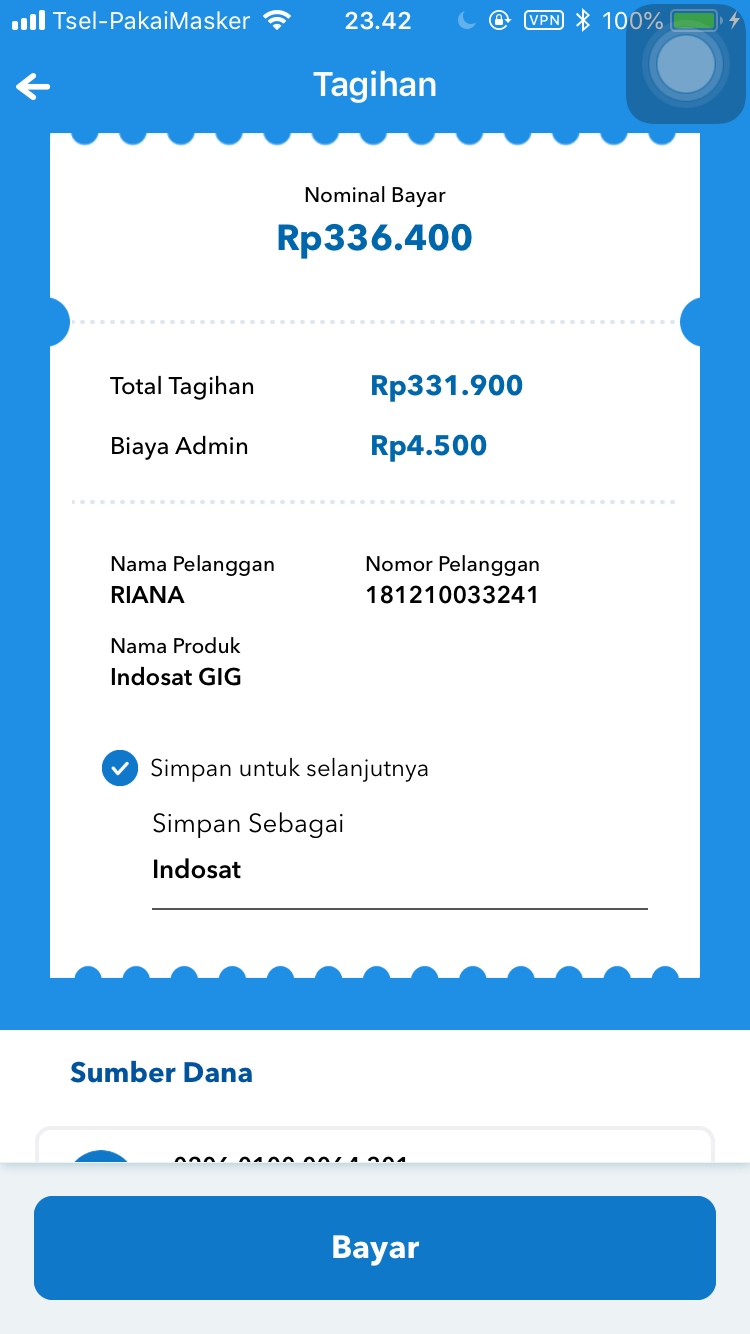 Tsel-PakaiMasker 23.42 VPN 100%
Tagihan
Nominal Bayar
Rp336.400
Total Tagihan Rp331.900
Biaya Admin Rp4.500
Nama Pelanggan Nomor Pelanggan
RIANA 181210033241
Nama Produk
Indosat GIG
Simpan untuk selanjutnya
Simpan Sebagai
Indosat
Sumber Dana
Bayar